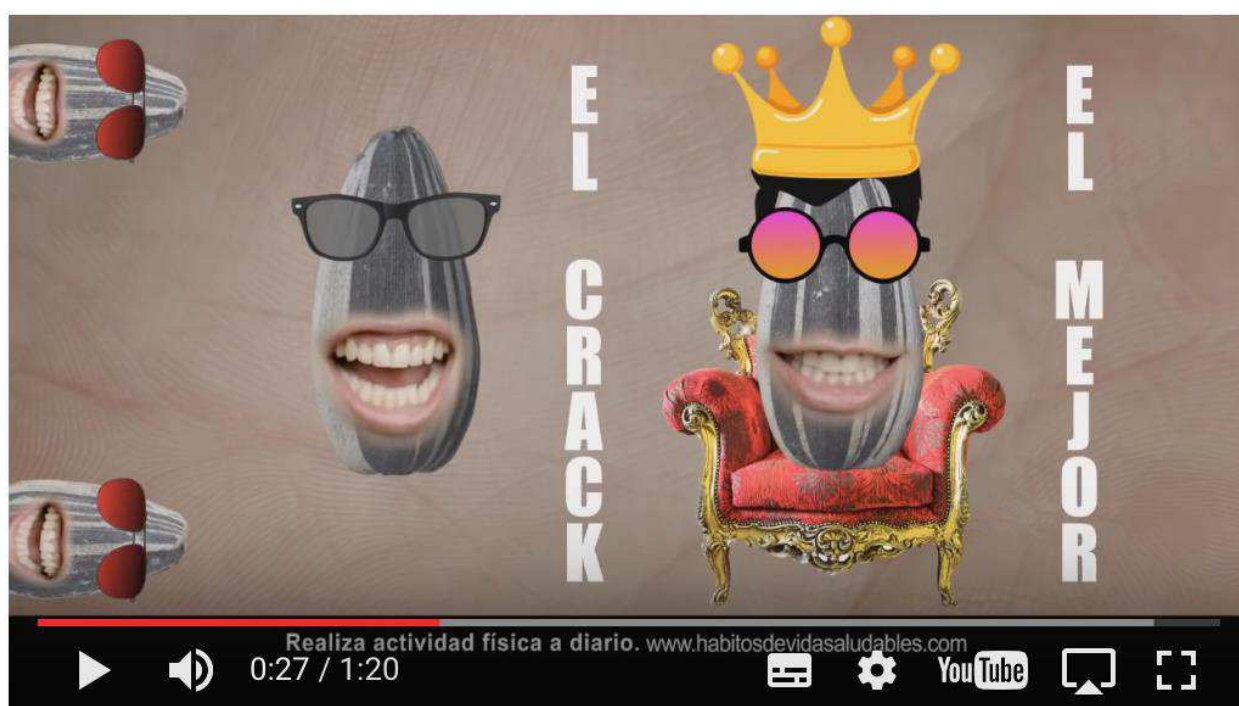 EL CRACK
EL MEJOR
Realiza actividad física a diario. www.habitosdevidasaludables.com
0:27 / 1:20
YouTube